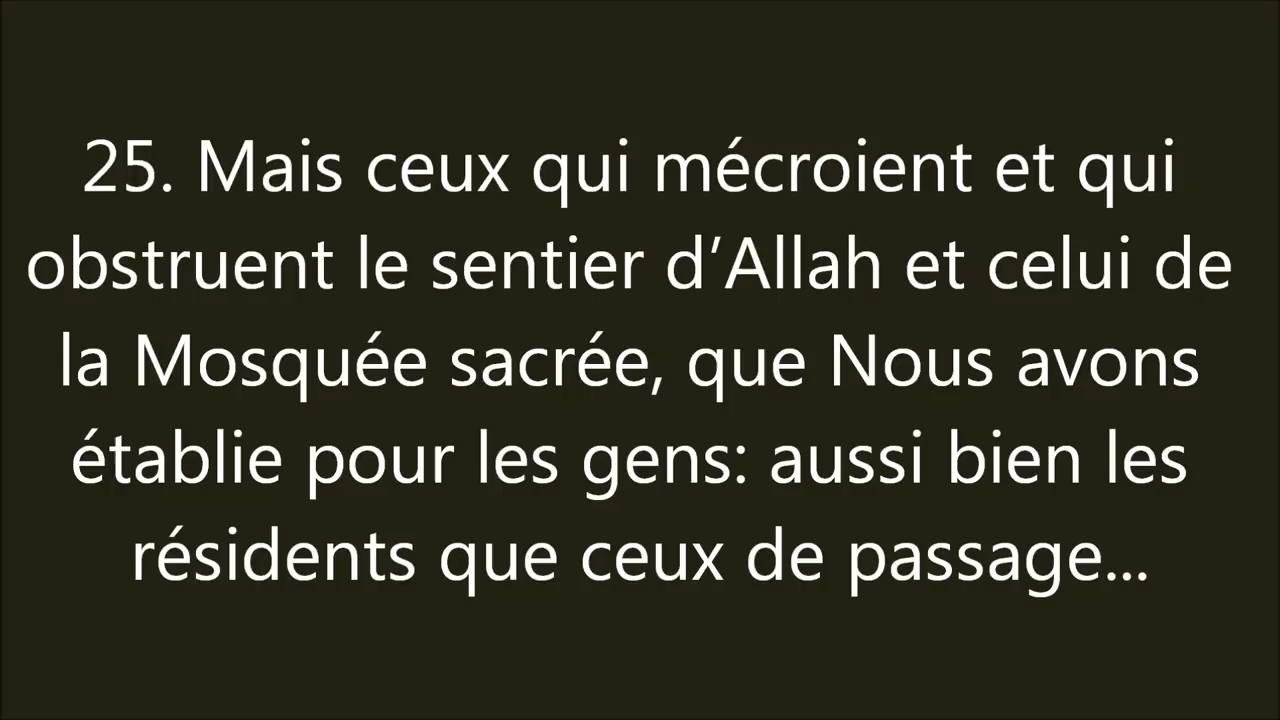 25. Mais ceux qui mécroient et qui
obstruent le sentier d’Allah et celui de
la Mosquée sacrée, que Nous avons
établie pour les gens: aussi bien les
résidents que ceux de passage...